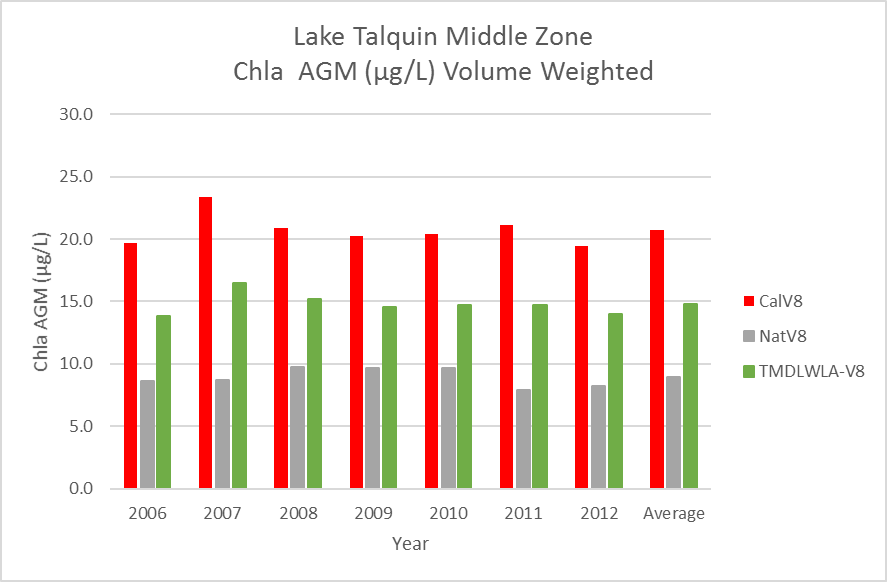 Lake Talquin Middle Zone
Chla  AGM (µg/L) Volume Weighted
30.0
25.0
20.0
15.0
10.0
5.0
0.0
Chla AGM (µg/L)
2006 2007 2008 2009 2010 2011 2012 Average
Year
CalV8
NatV8
TMDLWLA-V8